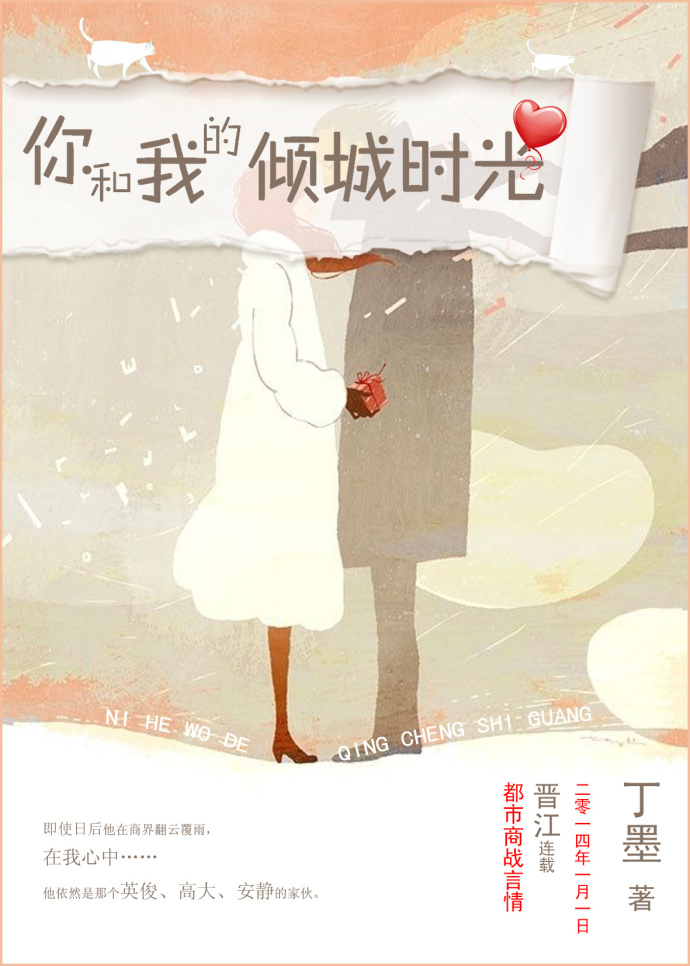 你和我的倾城时光
NI HE WO DE
QING CHENG SHI GUANG
即使日后他在商界翻云覆雨，
在我心中……
他依然是那个英俊、高大、安静的家伙。
丁墨 著
二零一四年一月一日
晋江连载
都市商战言情